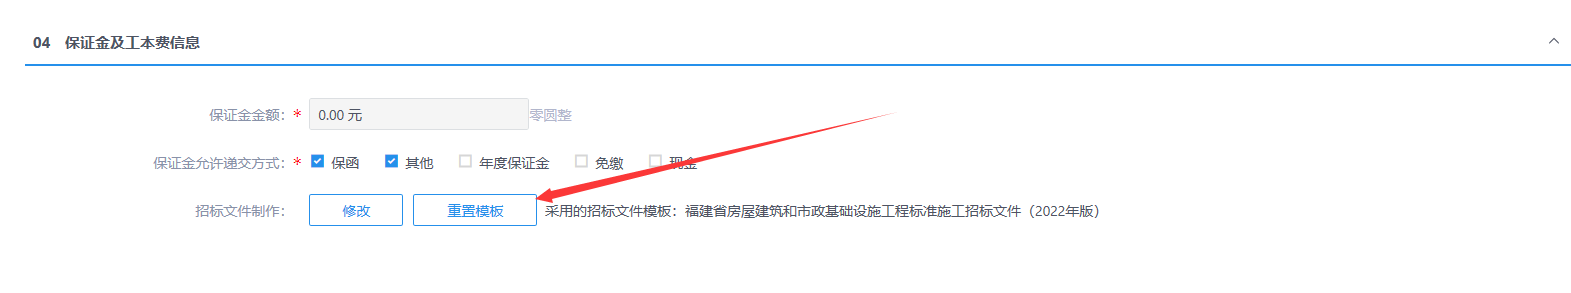 04 保证金及工本费信息
保证金金额：* 0.00 元 零圆整
保证金允许递交方式：* 保函 其他 年度保证金 免缴 现金
招标文件制作： 修改 重置模板 采用的招标文件模板：福建省房屋建筑和市政基础设施工程标准施工招标文件（2022年版）